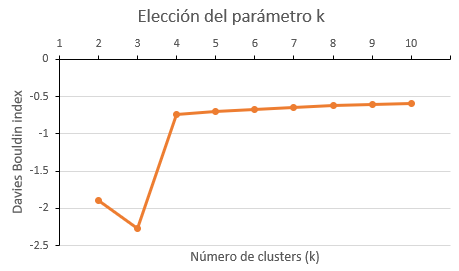 Elección del parámetro k
1 2 3 4 5 6 7 8 9 10
0
-0.5
-1
-1.5
-2
-2.5
Davies Bouldin index
Número de clusters (k)